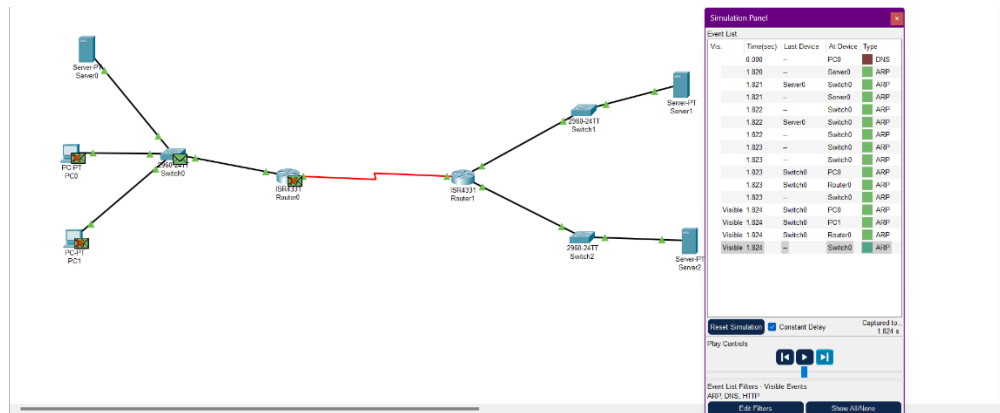 Server-PT
Server0
PC-PT
PC0
PC-PT
PC1
2960-24TT
Switch0
ISR4331
Router0
ISR4331
Router1
2960-24TT
Switch1
Server-PT
Server1
2960-24TT
Switch2
Server-PT
Server2
Simulation Panel
Event List
Vis. Time(sec) Last Device At Device Type
0.000 -- PC0 DNS
1.820 -- Server0 ARP
1.821 Server0 Switch0 ARP
1.821 -- Server0 ARP
1.822 -- Switch0 ARP
1.822 Server0 Switch0 ARP
1.822 -- Switch0 ARP
1.823 -- Switch0 ARP
1.823 -- Switch0 ARP
1.823 Switch0 PC0 ARP
1.823 Switch0 Router0 ARP
1.823 -- Switch0 ARP
Visible 1.824 Switch0 PC0 ARP
Visible 1.824 Switch0 PC1 ARP
Visible 1.824 Switch0 Router0 ARP
Visible 1.824 -- Switch0 ARP
Reset Simulation Constant Delay Captured to..
1.824 s
Play Controls
Event List Filters - Visible Events
ARP, DNS, HTTP
Edit Filters Show All/None